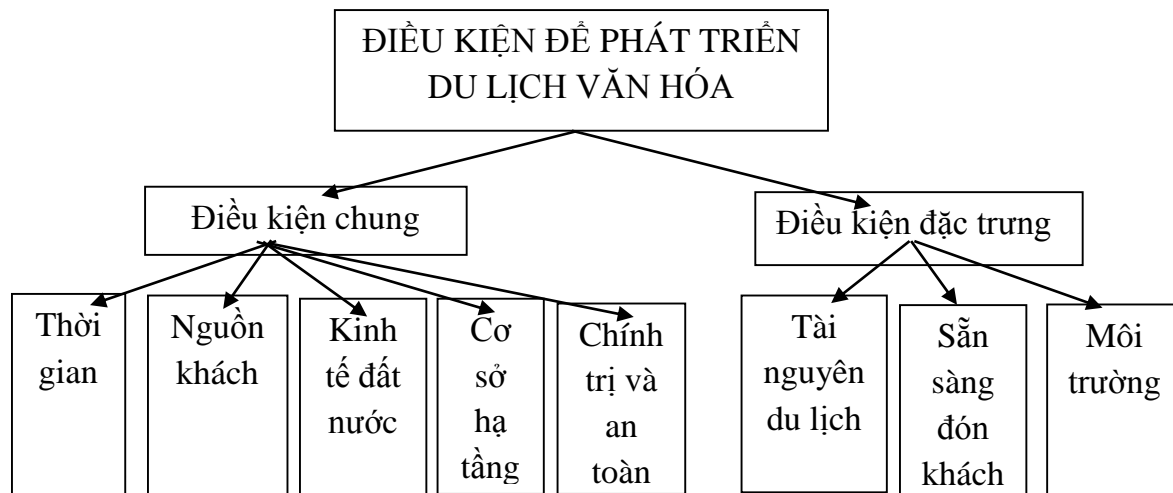 ĐIỀU KIỆN ĐỂ PHÁT TRIỂN
DU LỊCH VĂN HÓA
Điều kiện chung
Điều kiện đặc trưng
Thời
gian
Nguồn
khách
Kinh
tế đất
nước
Cơ
sở
hạ
tầng
Chính
trị và
an
toàn
Tài
nguyên
du lịch
Sẵn
sàng
đón
khách
Môi
trường